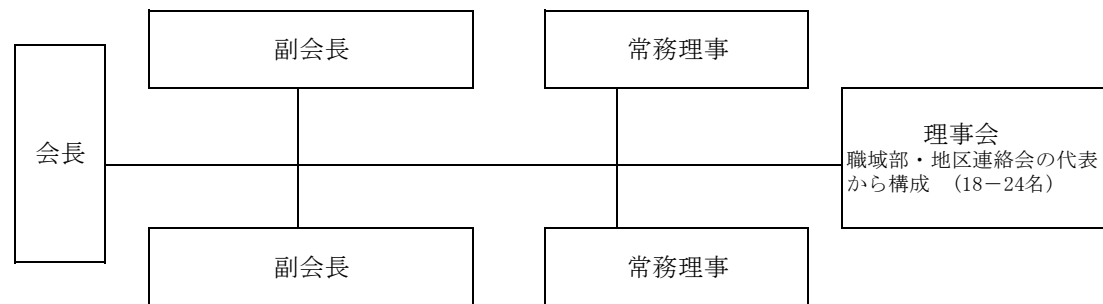 副会長
常務理事
会長
理事会
職域部・地区連絡会の代表
から構成　（18－24名）
副会長
常務理事